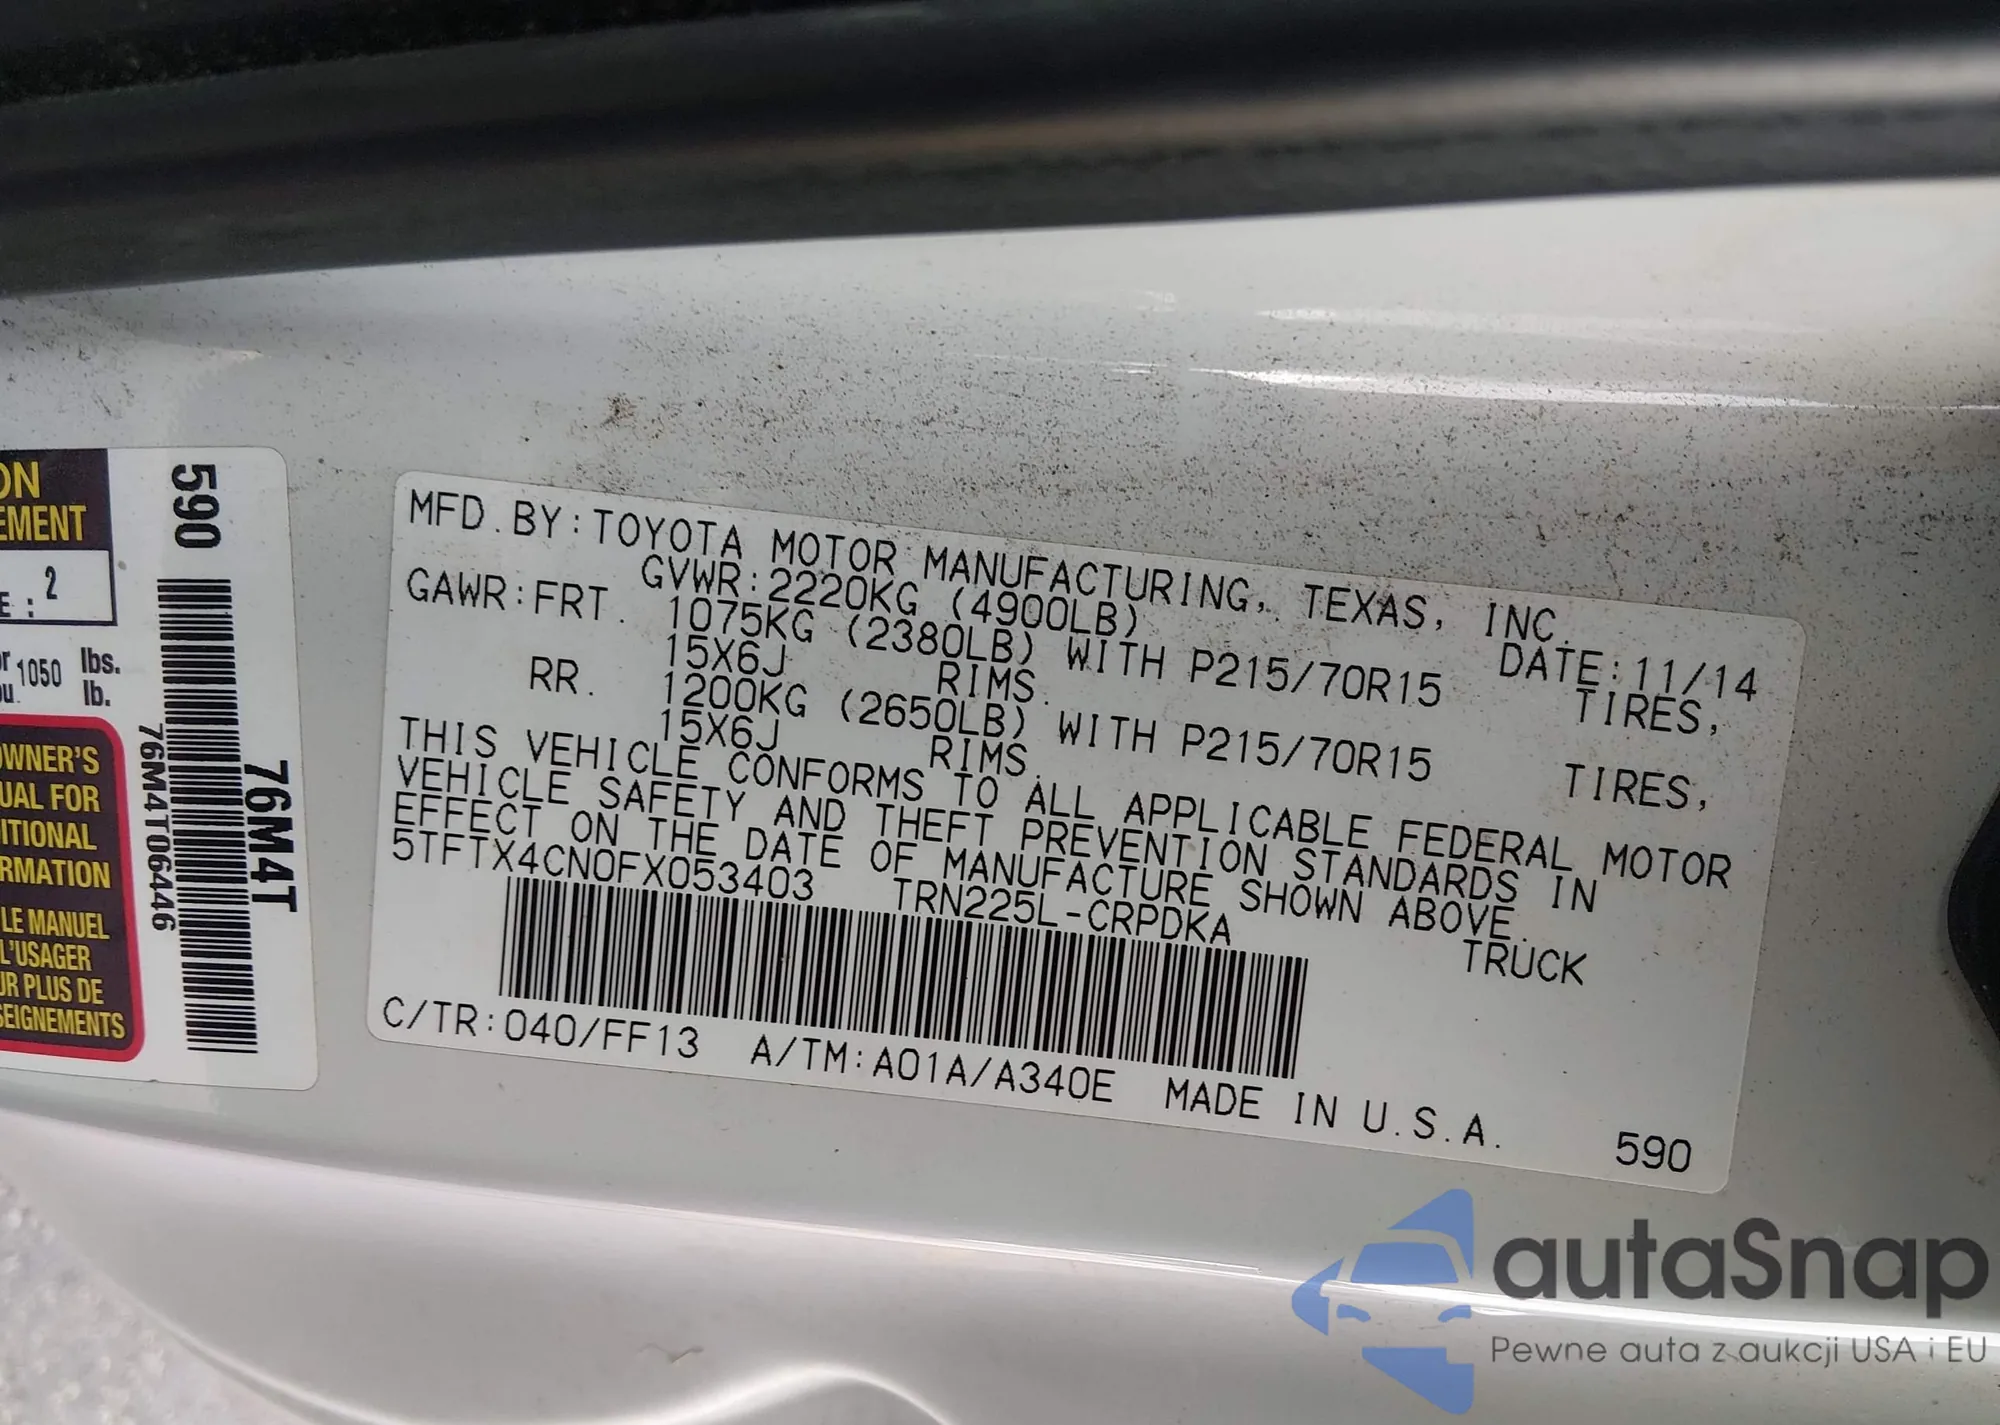 ON
EMENT
E : 2
or 1050 lbs.
ou. lb.
OWNER'S
UAL FOR
ITIONAL
RMATION
LE MANUEL
L'USAGER
UR PLUS DE
SEIGNEMENTS
590
76M4T
76M4T06446
MFD.BY:TOYOTA MOTOR MANUFACTURING, TEXAS, INC.
GVWR:2220KG (4900LB) DATE:11/14
GAWR:FRT. 1075KG (2380LB) WITH P215/70R15 TIRES,
15X6J RIMS.
RR. 1200KG (2650LB) WITH P215/70R15 TIRES,
15X6J RIMS.
THIS VEHICLE CONFORMS TO ALL APPLICABLE FEDERAL MOTOR
VEHICLE SAFETY AND THEFT PREVENTION STANDARDS IN
EFFECT ON THE DATE OF MANUFACTURE SHOWN ABOVE.
5TFTX4CN0FX053403 TRN225L-CRPDKA TRUCK
C/TR:040/FF13 A/TM:A01A/A340E MADE IN U.S.A. 590
autaSnap
Pewne auta z aukcji USA i EU